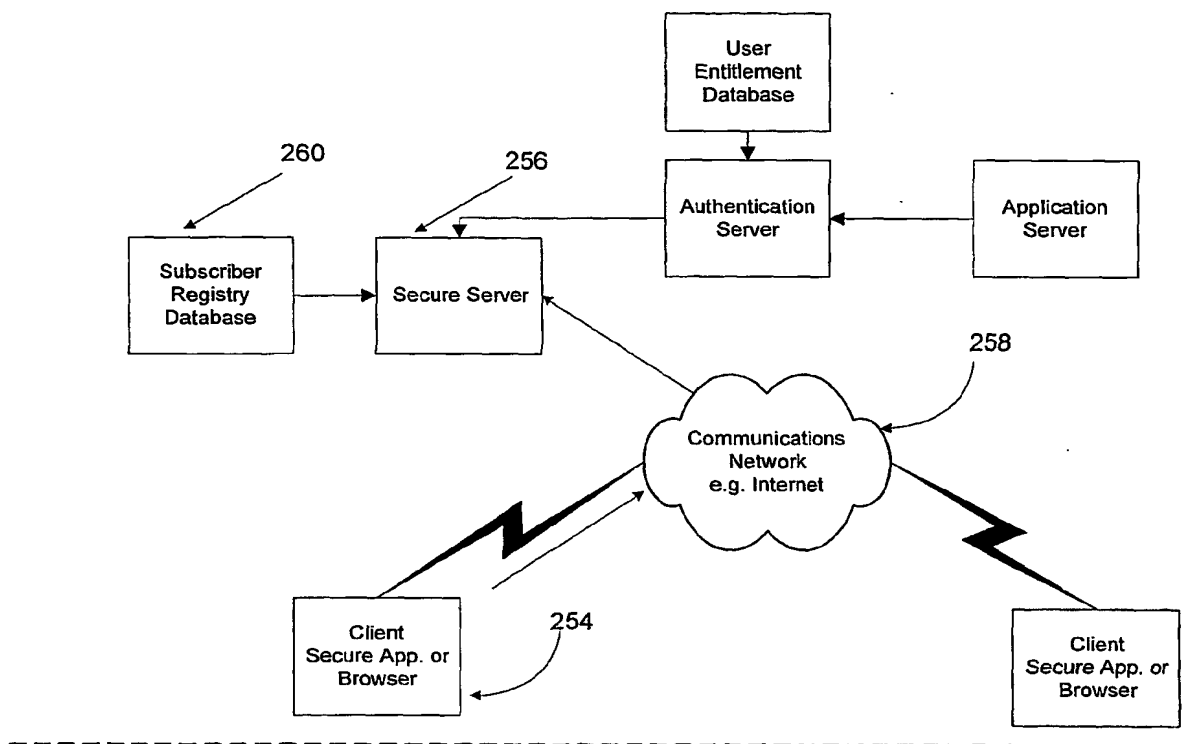 User
Entitlement
Database
260
256
Authentication
Server
Application
Server
Subscriber
Registry
Database
Secure Server
258
Communications
Network
e.g. Internet
254
Client
Secure App. or
Browser
Client
Secure App. or
Browser